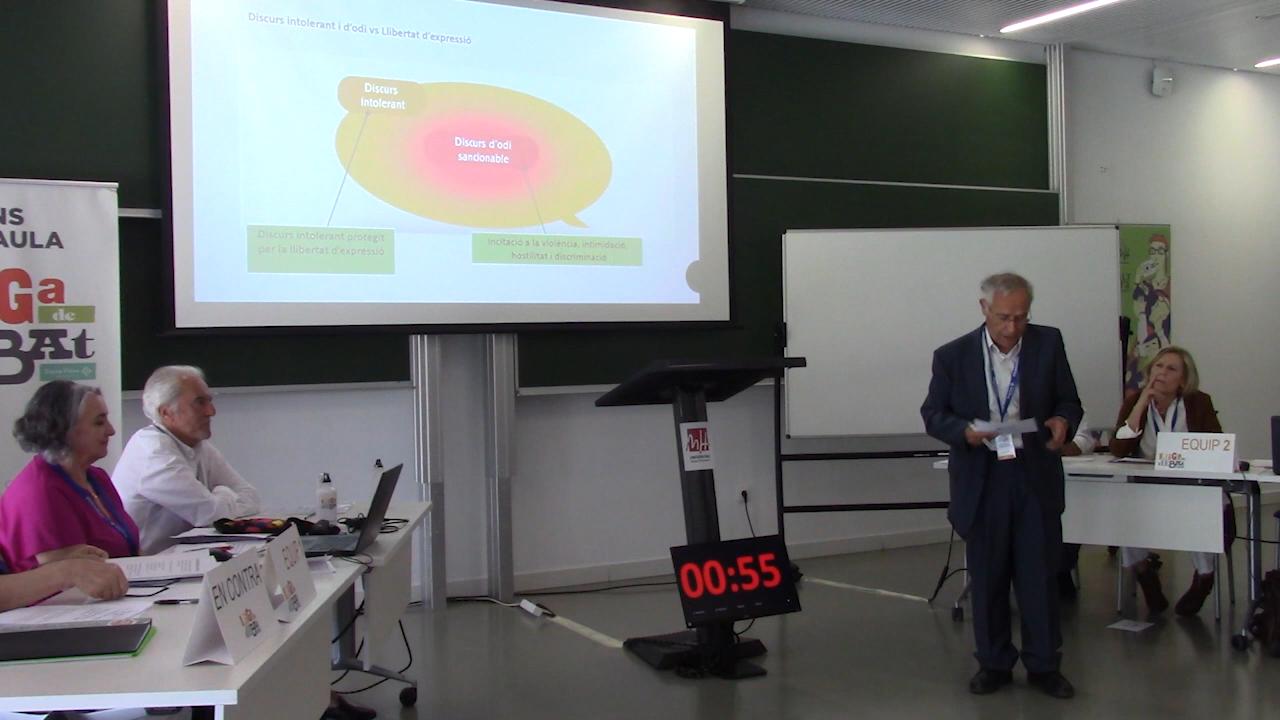 Discurs intolerant i d'odi vs Llibertat d'expressió
Discurs
Intolerant
Discurs d'odi
sancionable
Discurs intolerant protegit
per la llibertat d'expressió
Incitació a la violència, intimidació,
hostilitat i discriminació
NS
AULA
Ga
de
BAt
EN CONTRA
EQUIP
00:55
EQUIP 2